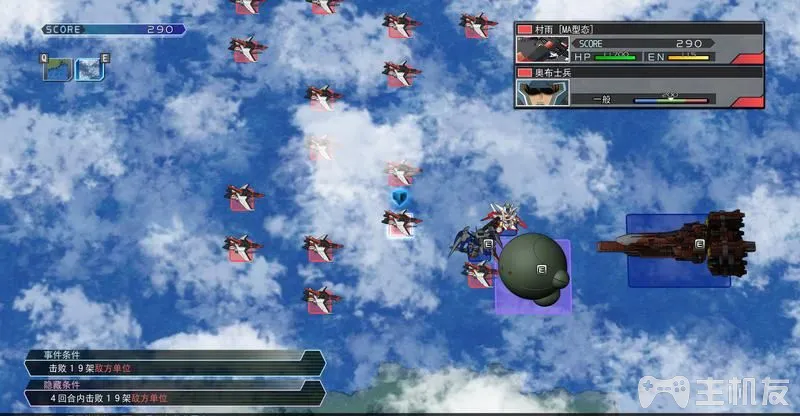 SCORE 290
Q E
村雨 [MA型态]
SCORE 290
HP EN
奥布士兵
一般
E
E
E
事件条件
击败19架敌方单位
隐藏条件
4回合内击败19架敌方单位
主机友